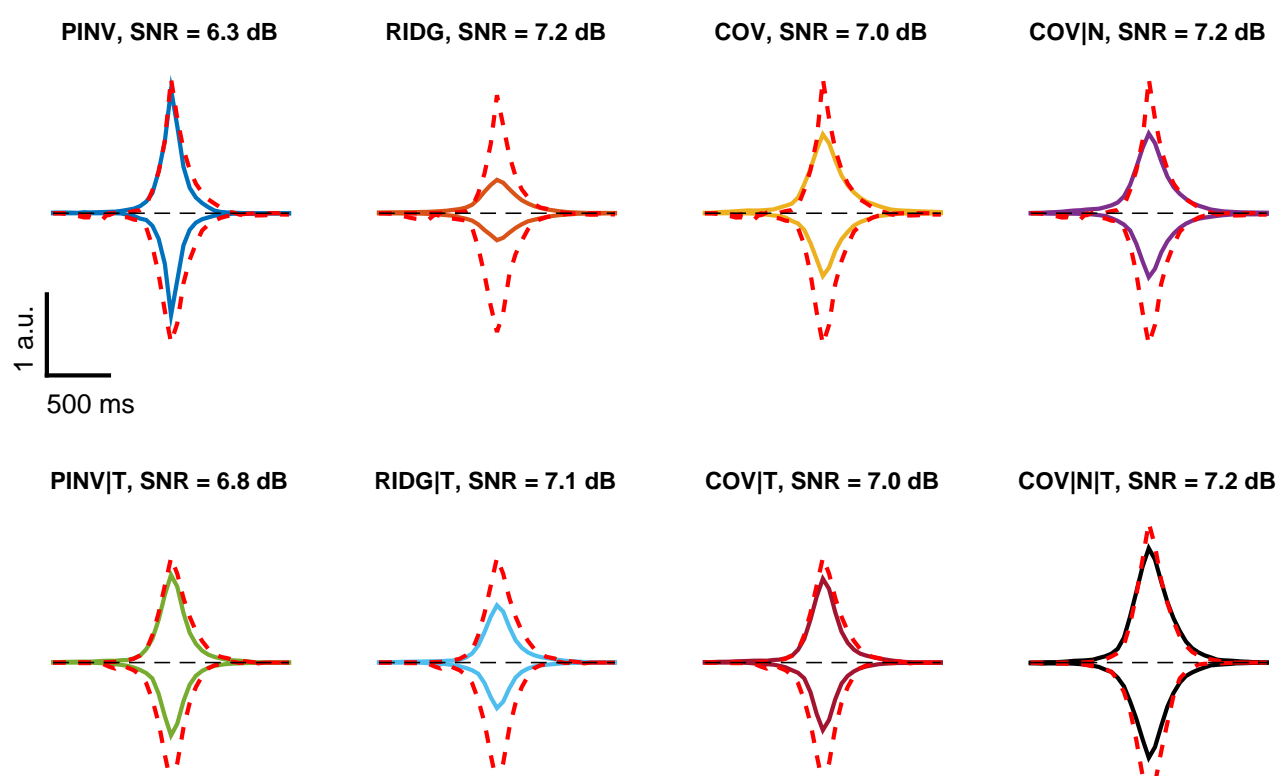 PINV, SNR = 6.3 dB
RIDG, SNR = 7.2 dB
COV, SNR = 7.0 dB
COV|N, SNR = 7.2 dB
1 a.u.
500 ms
PINV|T, SNR = 6.8 dB
RIDG|T, SNR = 7.1 dB
COV|T, SNR = 7.0 dB
COV|N|T, SNR = 7.2 dB